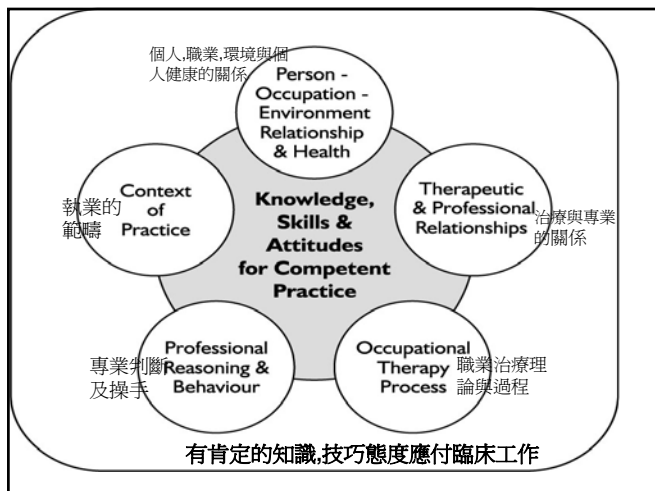 個人,職業,環境與個
人健康的關係
Person -
Occupation -
Environment
Relationship
& Health
Context
of
Practice
執業的
範疇
Knowledge,
Skills &
Attitudes
for Competent
Practice
Therapeutic
& Professional
Relationships
治療與專業
的關係
Professional
Reasoning &
Behaviour
專業判斷
及操手
Occupational
Therapy
Process
職業治療理
論與過程
有肯定的知識,技巧態度應付臨床工作